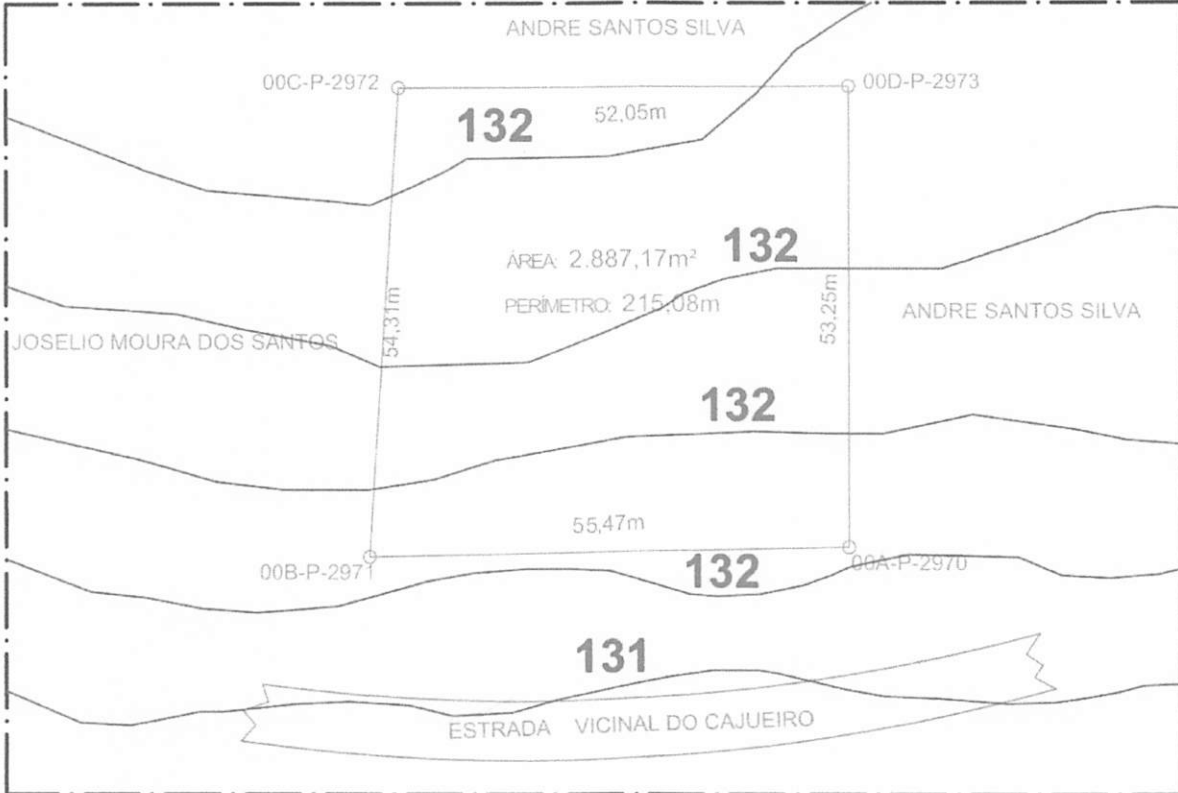 ANDRE SANTOS SILVA
00C-P-2972
00D-P-2973
132
52,05m
132
ÁREA: 2.887,17m²
PERÍMETRO: 215,08m
54,31m
53,25m
ANDRE SANTOS SILVA
JOSELIO MOURA DOS SANTOS
132
55,47m
00B-P-2971
132
00A-P-2970
131
ESTRADA VICINAL DO CAJUEIRO